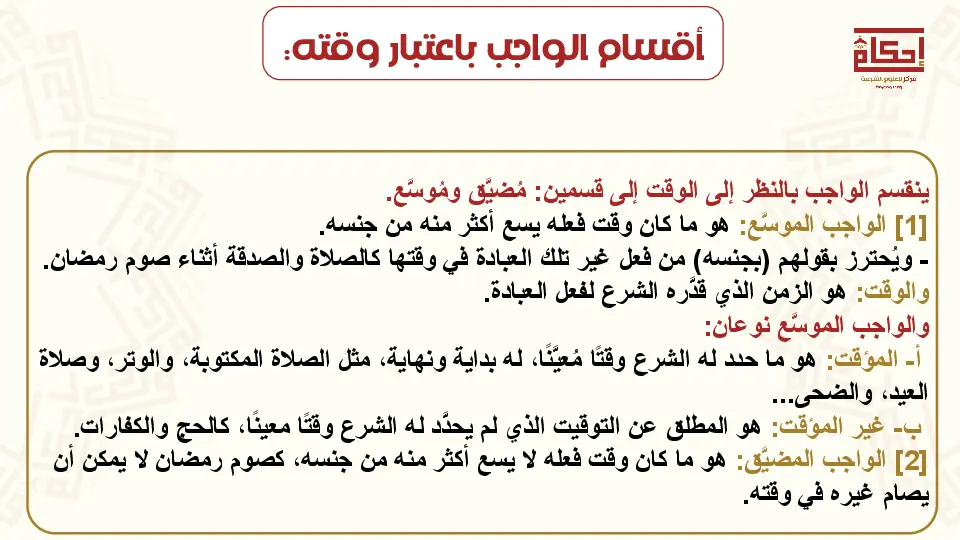 أقسام الواجب باعتبار وقته:
إحكام
مركز للعلوم الشرعية
ينقسم الواجب بالنظر إلى الوقت إلى قسمين: مُضيَّق ومُوسَّع.
[1] الواجب الموسَّع: هو ما كان وقت فعله يسع أكثر منه من جنسه.
- ويُحترز بقولهم (بجنسه) من فعل غير تلك العبادة في وقتها كالصلاة والصدقة أثناء صوم رمضان.
والوقت: هو الزمن الذي قدَّره الشرع لفعل العبادة.
والواجب الموسَّع نوعان:
أ- المؤقت: هو ما حدد له الشرع وقتًا مُعيَّنًا، له بداية ونهاية، مثل الصلاة المكتوبة، والوتر، وصلاة
العيد، والضحى...
ب- غير المؤقت: هو المطلق عن التوقيت الذي لم يحدَّد له الشرع وقتًا معينًا، كالحج والكفارات.
[2] الواجب المضيَّق: هو ما كان وقت فعله لا يسع أكثر منه من جنسه، كصوم رمضان لا يمكن أن
يصام غيره في وقته.